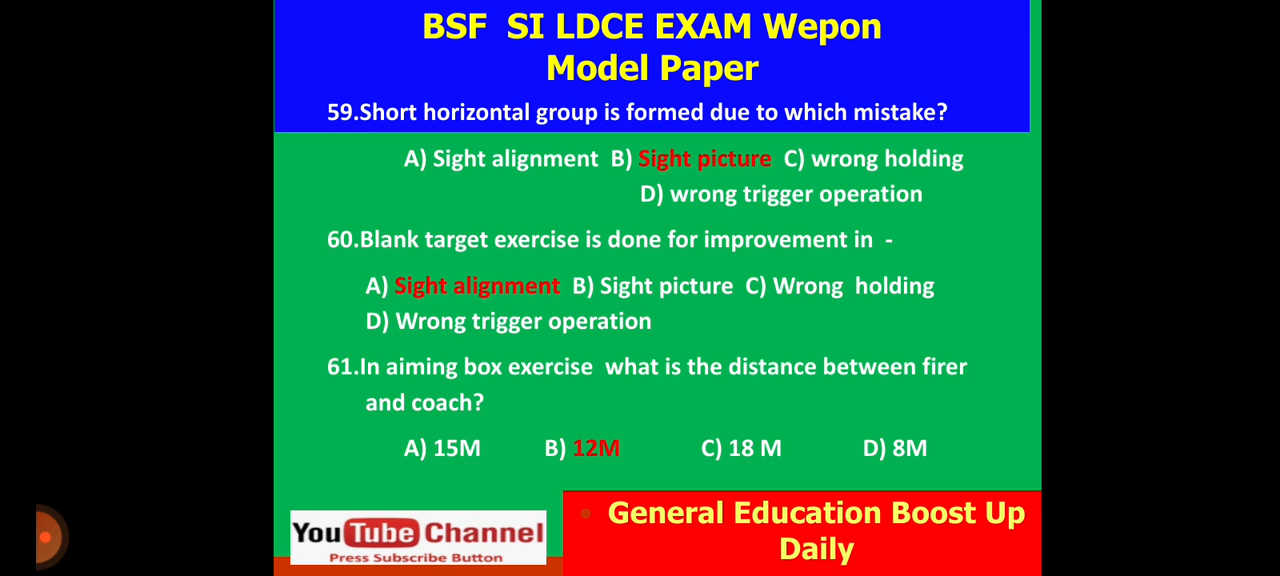 BSF SI LDCE EXAM Wepon
Model Paper
59.Short horizontal group is formed due to which mistake?
A) Sight alignment B) Sight picture C) wrong holding
D) wrong trigger operation
60.Blank target exercise is done for improvement in -
A) Sight alignment B) Sight picture C) Wrong holding
D) Wrong trigger operation
61.In aiming box exercise what is the distance between firer
and coach?
A) 15M B) 12M C) 18 M D) 8M
YouTube Channel
Press Subscribe Button
• General Education Boost Up
Daily